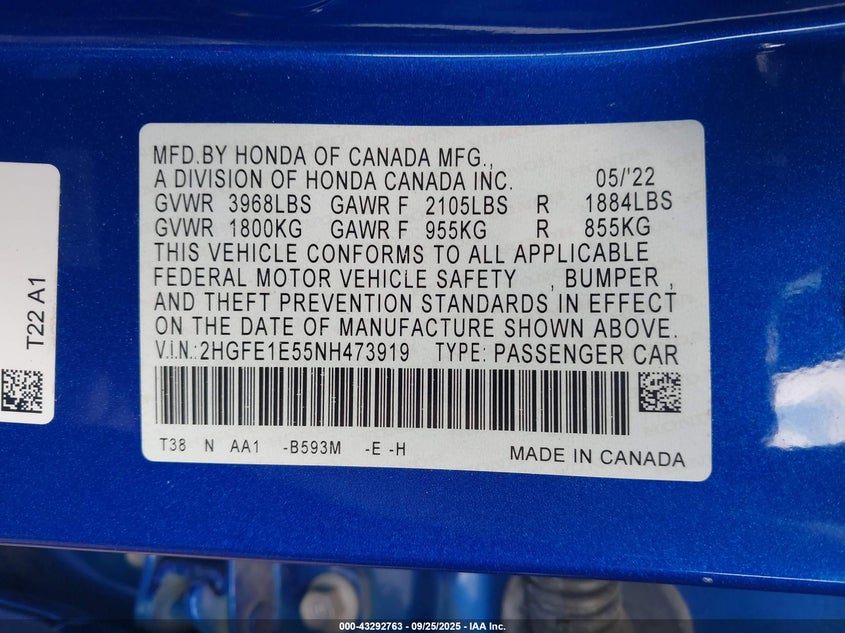 MFD.BY HONDA OF CANADA MFG.,
A DIVISION OF HONDA CANADA INC. 05/'22
GVWR 3968LBS GAWR F 2105LBS R 1884LBS
GVWR 1800KG GAWR F 955KG R 855KG
THIS VEHICLE CONFORMS TO ALL APPLICABLE
FEDERAL MOTOR VEHICLE SAFETY , BUMPER ,
AND THEFT PREVENTION STANDARDS IN EFFECT
ON THE DATE OF MANUFACTURE SHOWN ABOVE.
V.I.N.:2HGFE1E55NH473919 TYPE: PASSENGER CAR
T38 N AA1 -B593M -E -H MADE IN CANADA
T22 A1
000-43292763 - 09/25/2025 - IAA Inc.